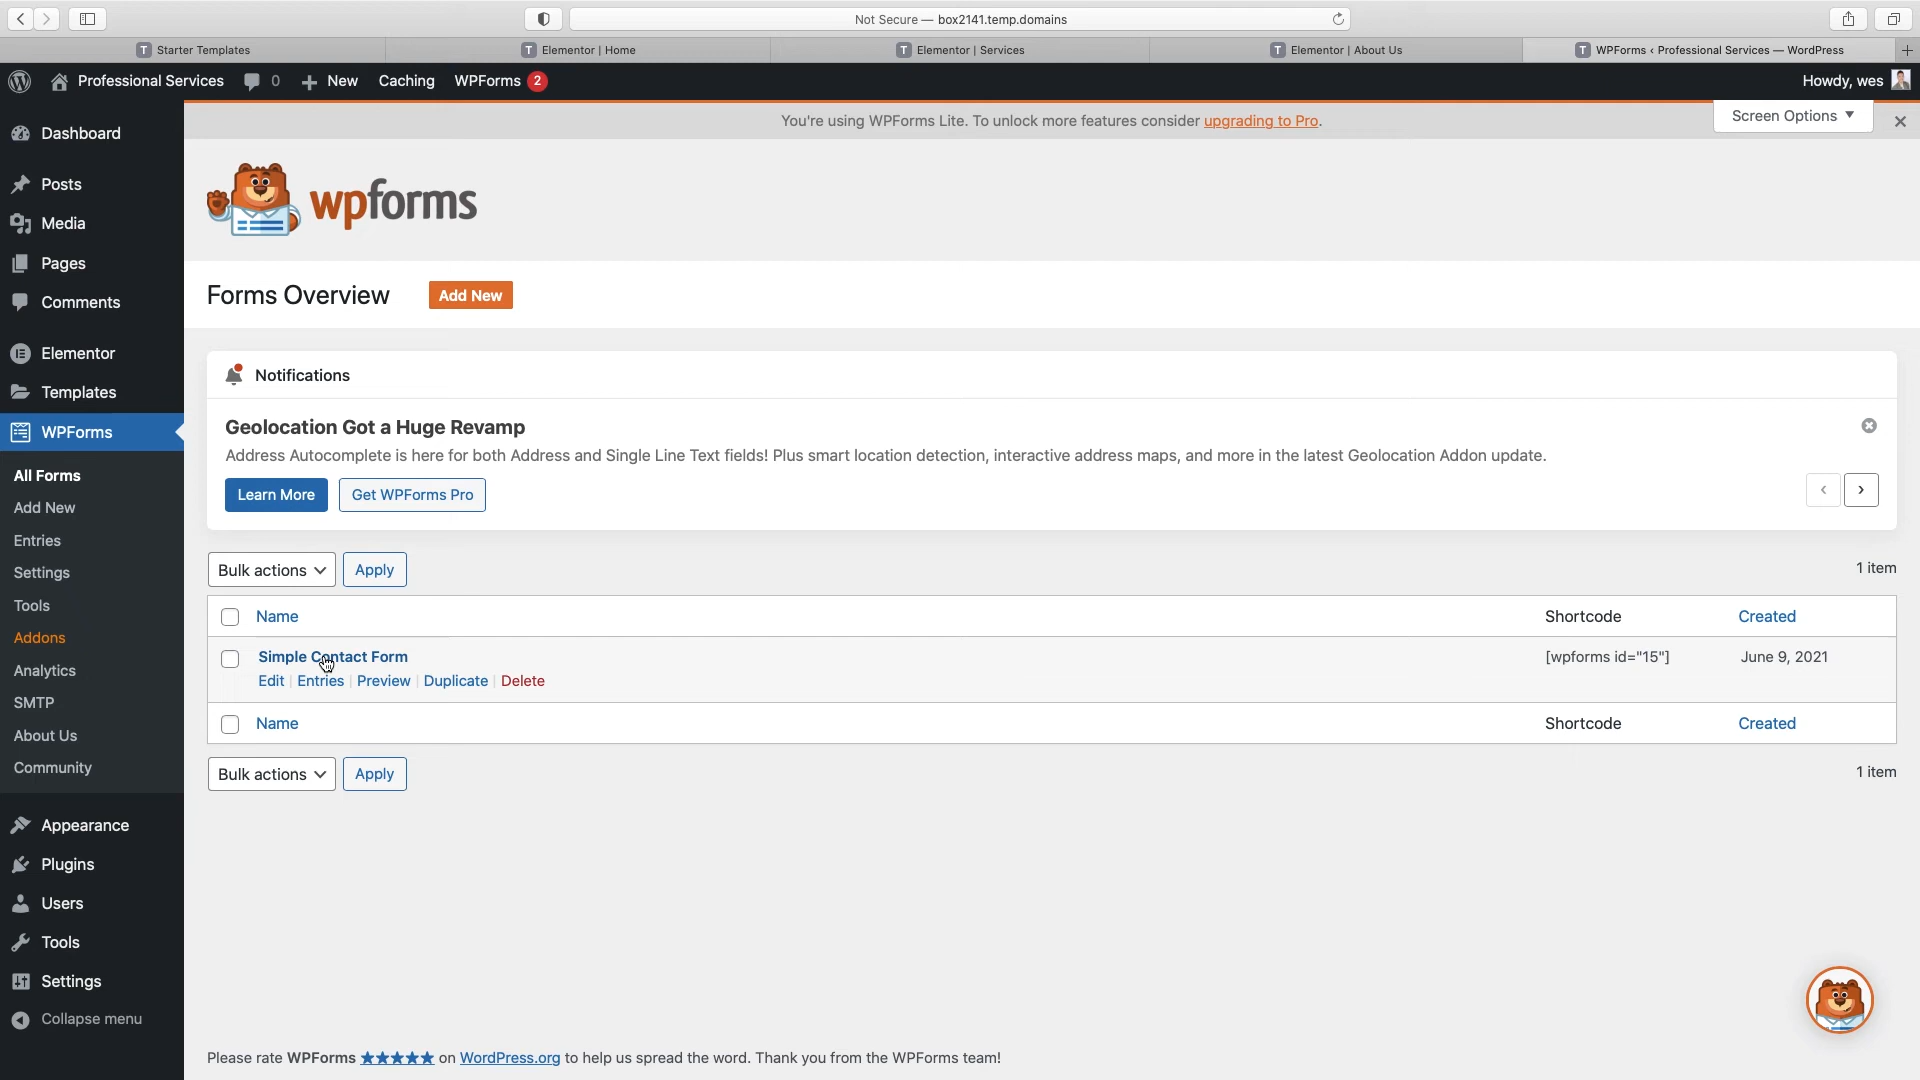 Not Secure — box2141.temp.domains
T Starter Templates
T Elementor | Home
T Elementor | Services
T Elementor | About Us
T WPForms ‹ Professional Services — WordPress
Professional Services 0 New Caching WPForms 2
Howdy, wes
You're using WPForms Lite. To unlock more features consider upgrading to Pro.
Screen Options
Dashboard
Posts
Media
Pages
Comments
Elementor
Templates
WPForms
All Forms
Add New
Entries
Settings
Tools
Addons
Analytics
SMTP
About Us
Community
Appearance
Plugins
Users
Tools
Settings
Collapse menu
wpforms
Forms Overview Add New
Notifications
Geolocation Got a Huge Revamp
Address Autocomplete is here for both Address and Single Line Text fields! Plus smart location detection, interactive address maps, and more in the latest Geolocation Addon update.
Learn More Get WPForms Pro
Bulk actions Apply 1 item
Name Shortcode Created
Simple Contact Form [wpforms id="15"] June 9, 2021
Edit | Entries | Preview | Duplicate | Delete
Name Shortcode Created
Bulk actions Apply 1 item
Please rate WPForms ★★★★★ on WordPress.org to help us spread the word. Thank you from the WPForms team!